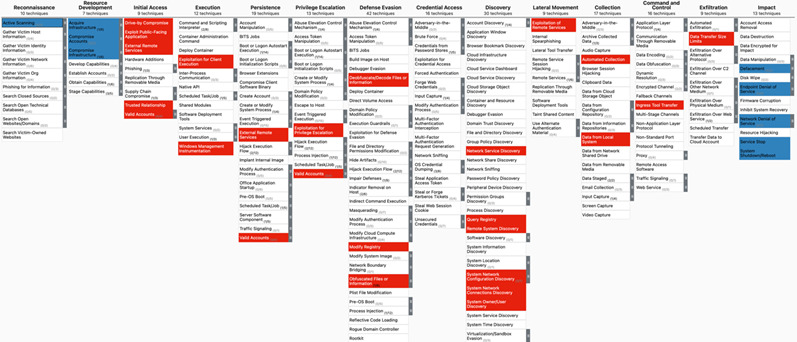 Reconnaissance
10 techniques
Active Scanning
Gather Victim Host
Information
Gather Victim Identity
Information
Gather Victim Network
Information
Gather Victim Org
Information
Phishing for Information
Search Closed Sources
Search Open Technical
Databases
Search Open
Websites/Domains
Search Victim-Owned
Websites
Resource
Development
Acquire
Infrastructure
Compromise
Accounts
Compromise
Infrastructure
Develop Capabilities
Establish Accounts
Obtain Capabilities
Stage Capabilities
Initial Access
9 techniques
Drive-by Compromise
Exploit Public-Facing
Application
External Remote
Services
Hardware Additions
Phishing
Replication Through
Removable Media
Supply Chain
Compromise
Trusted Relationship
Valid Accounts
Execution
12 techniques
Command and Scripting
Interpreter
Container Administration
Command
Deploy Container
Exploitation for Client
Execution
Inter-Process
Communication
Native API
Scheduled Task/Job
Shared Modules
Software Deployment
Tools
System Services
User Execution
Windows Management
Instrumentation
Persistence
19 techniques
Account
Manipulation
BITS Jobs
Boot or Logon Autostart
Execution
Boot or Logon
Initialization Scripts
Browser Extensions
Compromise Client
Software Binary
Create Account
Create or Modify
System Process
Event Triggered
Execution
External Remote
Services
Hijack Execution
Flow
Implant Internal Image
Modify Authentication
Process
Office Application
Startup
Pre-OS Boot
Scheduled Task/Job
Server Software
Component
Traffic Signaling
Valid Accounts
Privilege Escalation
13 techniques
Abuse Elevation Control
Mechanism
Access Token
Manipulation
Boot or Logon Autostart
Execution
Boot or Logon
Initialization Scripts
Create or Modify
System Process
Domain Policy
Modification
Escape to Host
Event Triggered
Execution
Exploitation for
Privilege Escalation
Hijack Execution
Flow
Process Injection
Scheduled Task/Job
Valid Accounts
Defense Evasion
42 techniques
Abuse Elevation Control
Mechanism
Access Token
Manipulation
BITS Jobs
Build Image on Host
Debugger Evasion
Deobfuscate/Decode Files
or Information
Deploy Container
Direct Volume Access
Domain Policy
Modification
Execution Guardrails
Exploitation for Defense
Evasion
File and Directory
Permissions Modification
Hide Artifacts
Hijack Execution
Flow
Impair Defenses
Indicator Removal on
Host
Indirect Command Execution
Masquerading
Modify Authentication
Process
Modify Cloud Compute
Infrastructure
Modify Registry
Modify System Image
Network Boundary
Bridging
Obfuscated Files or
Information
Plist File Modification
Pre-OS Boot
Process Injection
Reflective Code Loading
Rogue Domain Controller
Rootkit
Credential Access
16 techniques
Adversary-in-the-
Middle
Brute Force
Credentials from
Password Stores
Exploitation for
Credential Access
Forced Authentication
Forge Web
Credentials
Input Capture
Modify Authentication
Process
Multi-Factor
Authentication
Interception
Multi-Factor
Authentication Request
Generation
Network Sniffing
OS Credential
Dumping
Steal Application
Access Token
Steal or Forge
Kerberos Tickets
Steal Web Session
Cookie
Unsecured
Credentials
Discovery
30 techniques
Account Discovery
Application Window
Discovery
Browser Bookmark Discovery
Cloud Infrastructure
Discovery
Cloud Service Dashboard
Cloud Service Discovery
Cloud Storage Object
Discovery
Container and Resource
Discovery
Debugger Evasion
Domain Trust Discovery
File and Directory Discovery
Group Policy Discovery
Network Service Discovery
Network Share Discovery
Network Sniffing
Password Policy Discovery
Peripheral Device Discovery
Permission Groups
Discovery
Process Discovery
Query Registry
Remote System Discovery
Software Discovery
System Information
Discovery
System Location
Discovery
System Network
Configuration Discovery
System Network
Connections Discovery
System Owner/User
Discovery
System Service Discovery
System Time Discovery
Virtualization/Sandbox
Evasion
Lateral Movement
9 techniques
Exploitation of
Remote Services
Internal
Spearphishing
Lateral Tool Transfer
Remote Service
Session
Hijacking
Remote Services
Replication Through
Removable Media
Software
Deployment Tools
Taint Shared Content
Use Alternate
Authentication
Material
Collection
17 techniques
Adversary-in-the-
Middle
Archive Collected
Data
Audio Capture
Automated Collection
Browser Session
Hijacking
Clipboard Data
Data from Cloud
Storage Object
Data from
Configuration
Repository
Data from Information
Repositories
Data from Local
System
Data from Network
Shared Drive
Data from Removable
Media
Data Staged
Email Collection
Input Capture
Screen Capture
Video Capture
Command and
Control
16 techniques
Application Layer
Protocol
Communication Through
Removable Media
Data Encoding
Data Obfuscation
Dynamic
Resolution
Encrypted Channel
Fallback Channels
Ingress Tool Transfer
Multi-Stage Channels
Non-Application Layer
Protocol
Non-Standard Port
Protocol Tunneling
Proxy
Remote Access
Software
Traffic Signaling
Web Service
Exfiltration
9 techniques
Automated
Exfiltration
Data Transfer Size
Limits
Exfiltration Over
Alternative
Protocol
Exfiltration Over C2
Channel
Exfiltration Over
Other Network
Medium
Exfiltration Over
Physical Medium
Exfiltration Over
Web Service
Scheduled Transfer
Transfer Data to
Cloud Account
Impact
13 techniques
Account Access
Removal
Data Destruction
Data Encrypted for
Impact
Data Manipulation
Defacement
Disk Wipe
Endpoint Denial of
Service
Firmware Corruption
Inhibit System Recovery
Network Denial of
Service
Resource Hijacking
Service Stop
System
Shutdown/Reboot